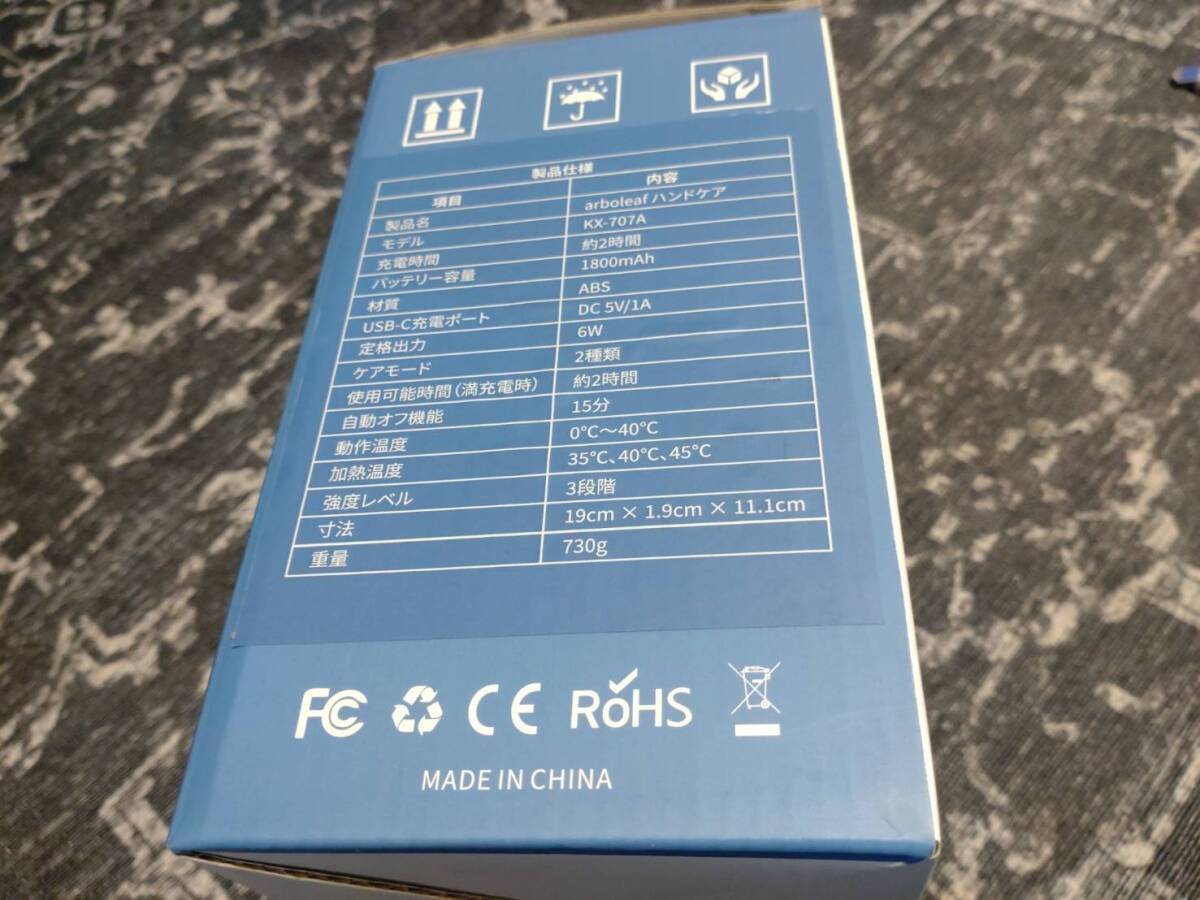 製品仕様
項目 内容
製品名 arboleaf ハンドケア
モデル KX-707A
充電時間 約2時間
バッテリー容量 1800mAh
材質 ABS
USB-C充電ポート DC 5V/1A
定格出力 6W
ケアモード 2種類
使用可能時間（満充電時） 約2時間
自動オフ機能 15分
動作温度 0°C～40°C
加熱温度 35°C、40°C、45°C
強度レベル 3段階
寸法 19cm × 1.9cm × 11.1cm
重量 730g
FC CE RoHS
MADE IN CHINA